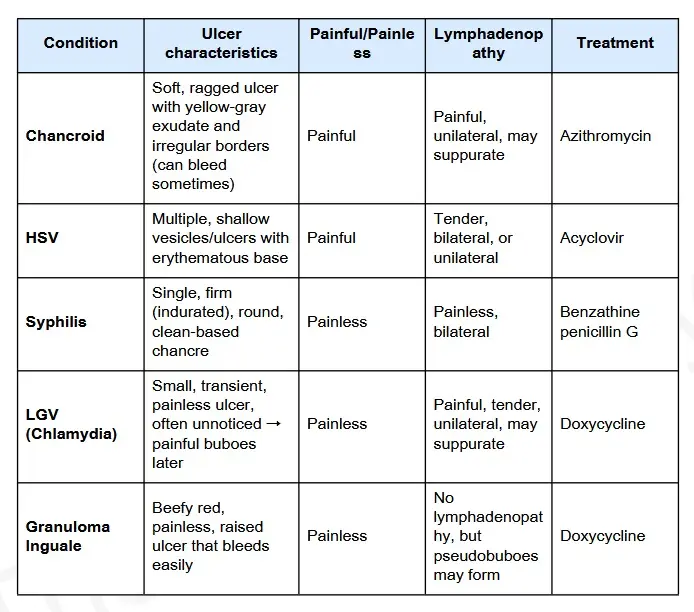 Condition
Ulcer
characteristics
Painful/Painle
ss
Lymphadenop
athy
Treatment
Chancroid
Soft, ragged ulcer
with yellow-gray
exudate and
irregular borders
(can bleed
sometimes)
Painful
Painful,
unilateral, may
suppurate
Azithromycin
HSV
Multiple, shallow
vesicles/ulcers with
erythematous base
Painful
Tender,
bilateral, or
unilateral
Acyclovir
Syphilis
Single, firm
(indurated), round,
clean-based
chancre
Painless
Painless,
bilateral
Benzathine
penicillin G
LGV
(Chlamydia)
Small, transient,
painless ulcer,
often unnoticed →
painful buboes
later
Painless
Painful, tender,
unilateral, may
suppurate
Doxycycline
Granuloma
Inguale
Beefy red,
painless, raised
ulcer that bleeds
easily
Painless
No
lymphadenopat
hy, but
pseudobuboes
may form
Doxycycline